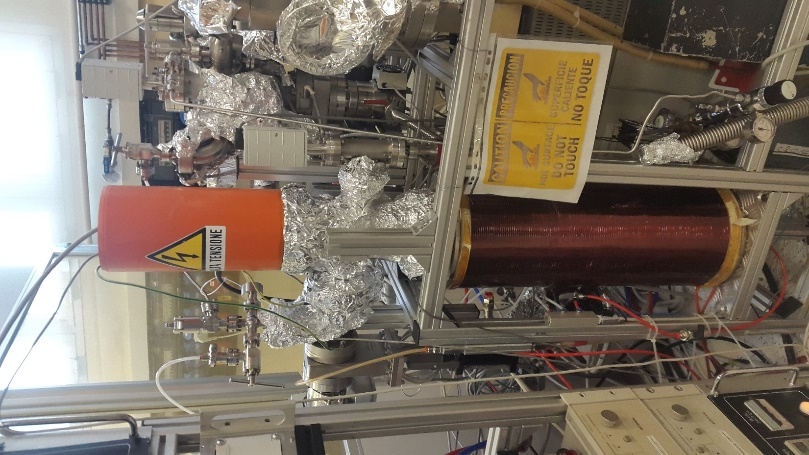 CAUTION
HOT SURFACE
DO NOT
TOUCH
PRECAUCION
SUPERFICIE
CALIENTE
¡NO TOQUE
TENSIONE